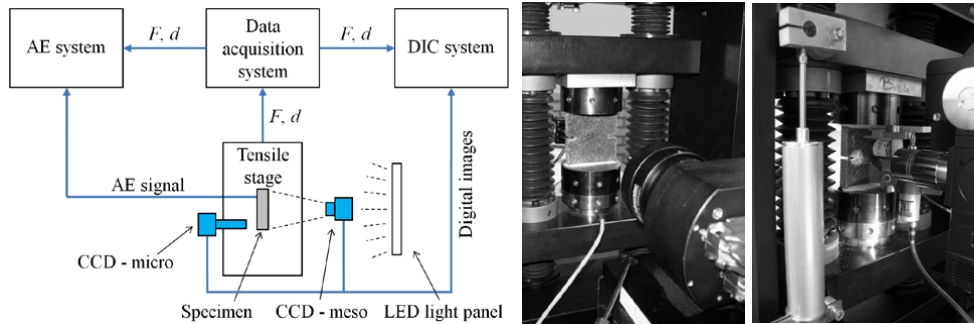 AE system
F, d
Data
acquisition
system
F, d
DIC system
F, d
Tensile
stage
AE signal
Digital images
CCD - micro
Specimen
CCD - meso
LED light panel